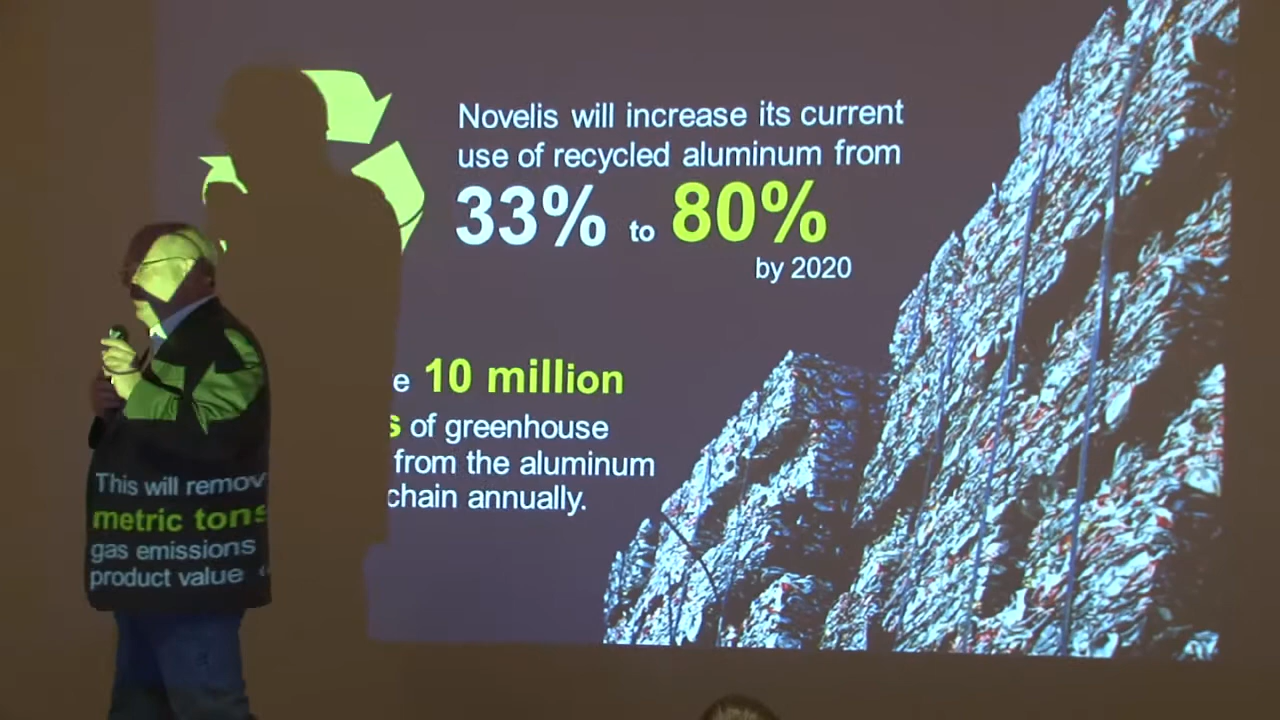 Novelis will increase its current
use of recycled aluminum from
33% to 80%
by 2020
This will remov e 10 million
metric tons s of greenhouse
gas emissions from the aluminum
product value chain annually.